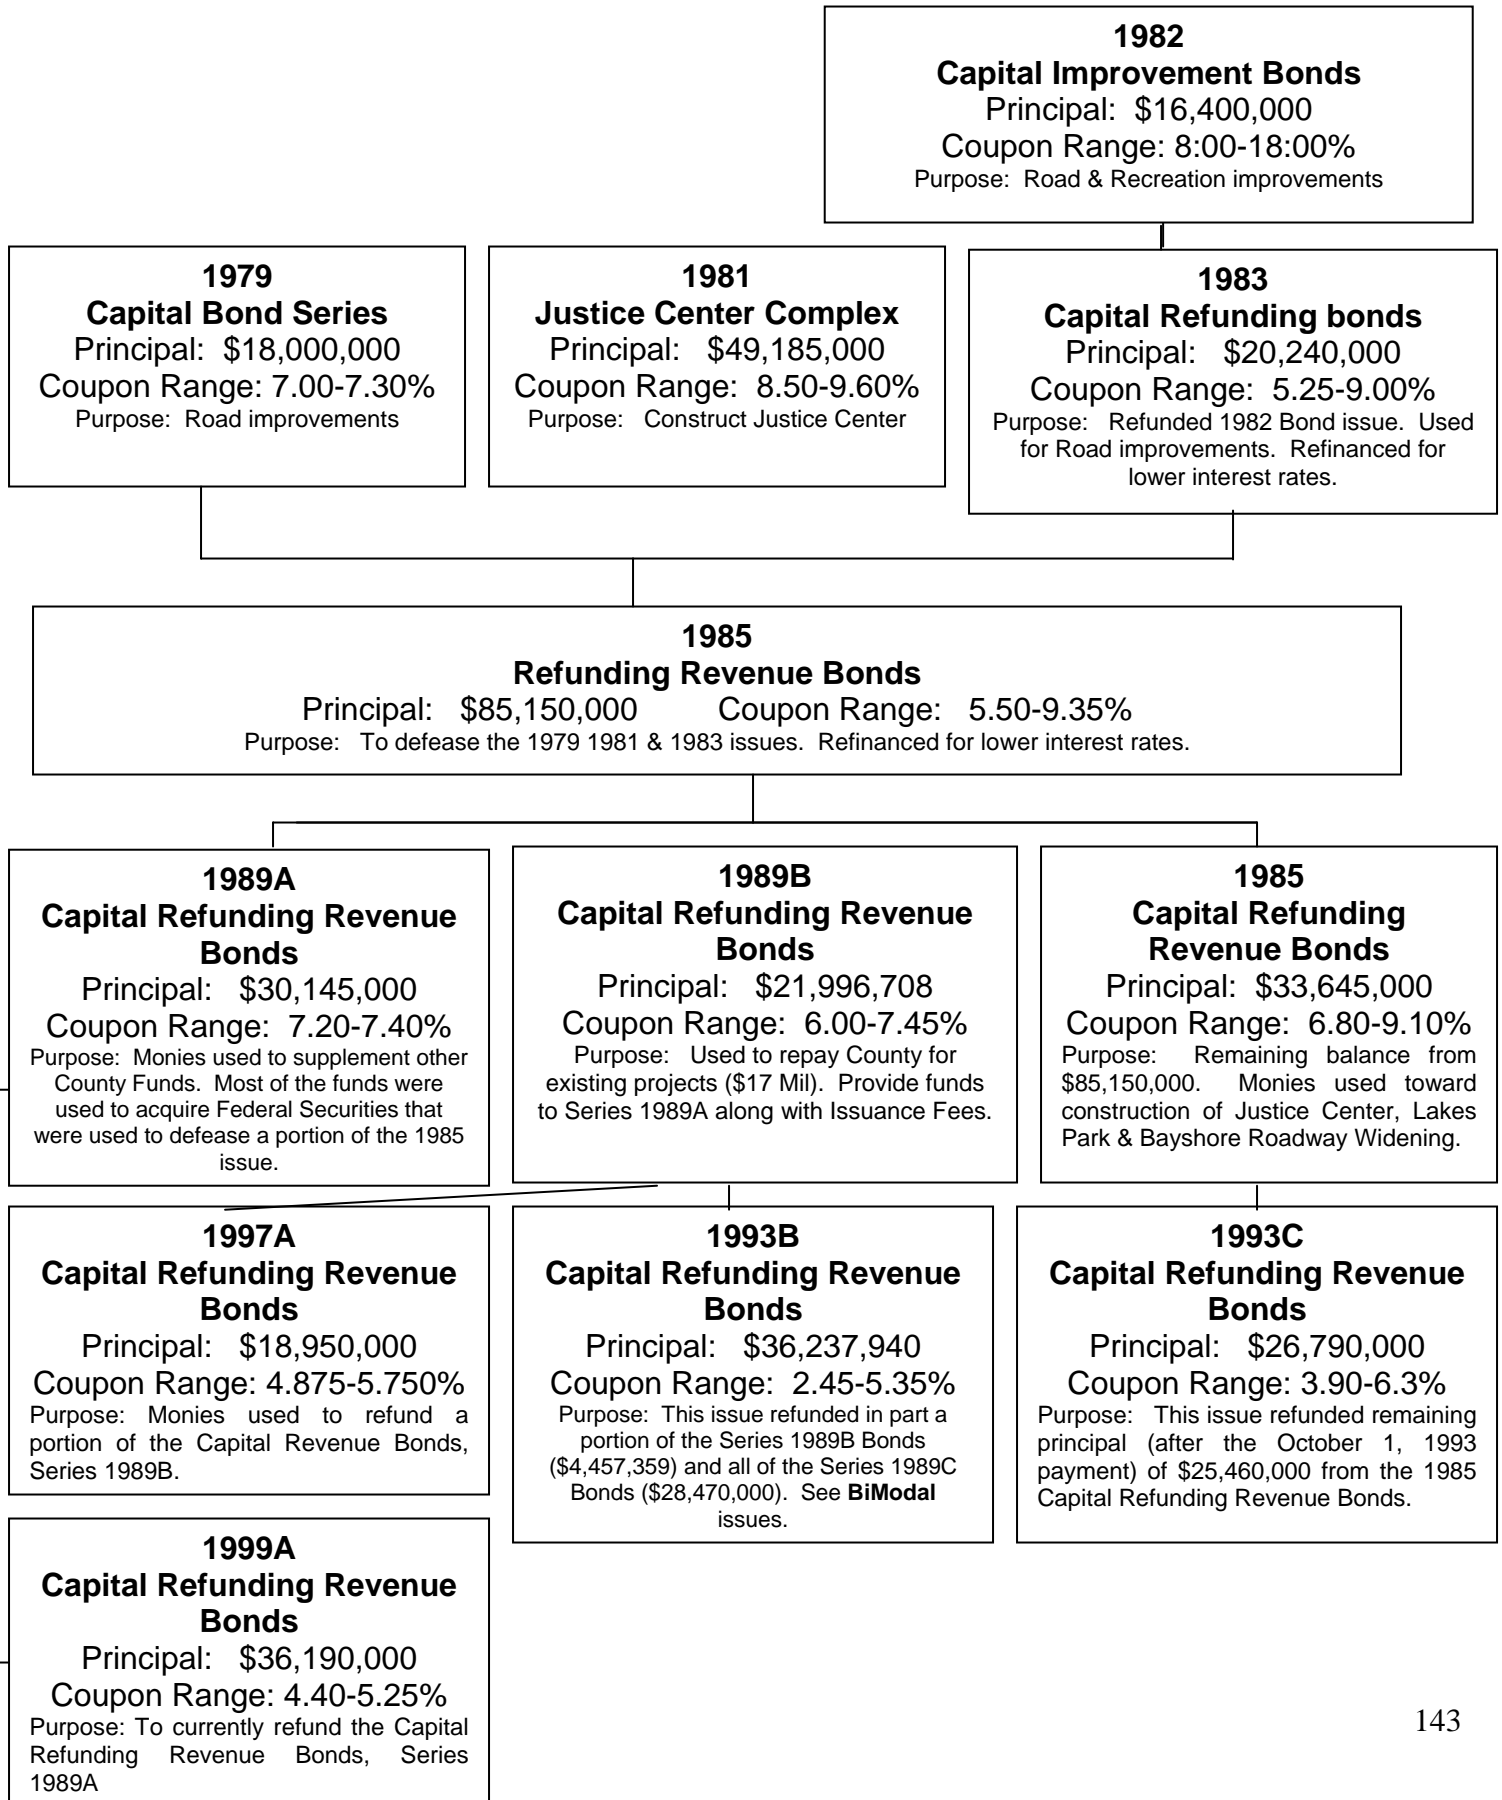 1982
Capital Improvement Bonds
Principal: $16,400,000
Coupon Range: 8:00-18:00%
Purpose: Road & Recreation improvements
1979
Capital Bond Series
Principal: $18,000,000
Coupon Range: 7.00-7.30%
Purpose: Road improvements
1981
Justice Center Complex
Principal: $49,185,000
Coupon Range: 8.50-9.60%
Purpose: Construct Justice Center
1983
Capital Refunding bonds
Principal: $20,240,000
Coupon Range: 5.25-9.00%
Purpose: Refunded 1982 Bond issue. Used
for Road improvements. Refinanced for
lower interest rates.
1985
Refunding Revenue Bonds
Principal: $85,150,000 Coupon Range: 5.50-9.35%
Purpose: To defease the 1979 1981 & 1983 issues. Refinanced for lower interest rates.
1989A
Capital Refunding Revenue
Bonds
Principal: $30,145,000
Coupon Range: 7.20-7.40%
Purpose: Monies used to supplement other
County Funds. Most of the funds were
used to acquire Federal Securities that
were used to defease a portion of the 1985
issue.
1989B
Capital Refunding Revenue
Bonds
Principal: $21,996,708
Coupon Range: 6.00-7.45%
Purpose: Used to repay County for
existing projects ($17 Mil). Provide funds
to Series 1989A along with Issuance Fees.
1985
Capital Refunding
Revenue Bonds
Principal: $33,645,000
Coupon Range: 6.80-9.10%
Purpose: Remaining balance from
$85,150,000. Monies used toward
construction of Justice Center, Lakes
Park & Bayshore Roadway Widening.
1997A
Capital Refunding Revenue
Bonds
Principal: $18,950,000
Coupon Range: 4.875-5.750%
Purpose: Monies used to refund a
portion of the Capital Revenue Bonds,
Series 1989B.
1993B
Capital Refunding Revenue
Bonds
Principal: $36,237,940
Coupon Range: 2.45-5.35%
Purpose: This issue refunded in part a
portion of the Series 1989B Bonds
($4,457,359) and all of the Series 1989C
Bonds ($28,470,000). See BiModal
issues.
1993C
Capital Refunding Revenue
Bonds
Principal: $26,790,000
Coupon Range: 3.90-6.3%
Purpose: This issue refunded remaining
principal (after the October 1, 1993
payment) of $25,460,000 from the 1985
Capital Refunding Revenue Bonds.
1999A
Capital Refunding Revenue
Bonds
Principal: $36,190,000
Coupon Range: 4.40-5.25%
Purpose: To currently refund the Capital
Refunding Revenue Bonds, Series
1989A
143